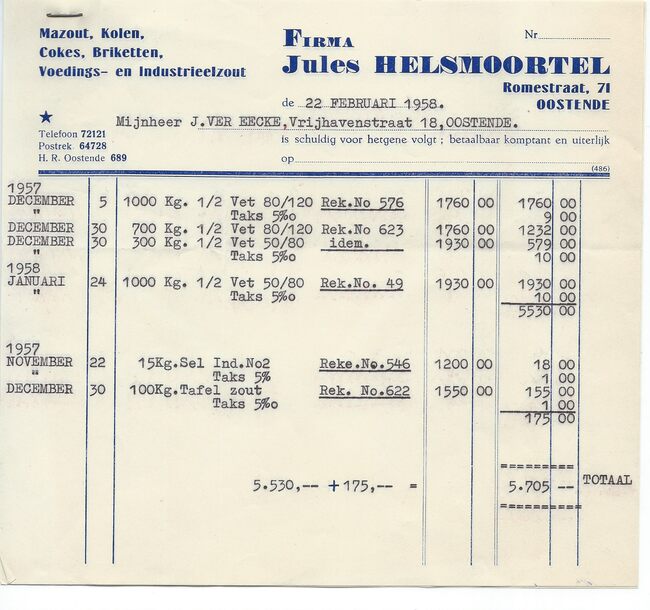 Mazout, Kolen,
Cokes, Briketten,
Voedings- en Industrieelzout
FIRMA
Jules HELSMOORTEL
Nr
Romestraat, 71
OOSTENDE
de 22 FEBRUARI 1958.
Mijnheer J.VER EECKE,Vrijhavenstraat 18,OOSTENDE.
Telefoon 72121
Postrek 64728
H. R. Oostende 689
is schuldig voor hetgene volgt ; betaalbaar komptant en uiterlijk
op
(486)
1957
DECEMBER 5 1000 Kg. 1/2 Vet 80/120 Rek.No 576 1760 00 1760 00
" Taks 5‰ 9 00
DECEMBER 30 700 Kg. 1/2 Vet 80/120 Rek.No 623 1760 00 1232 00
DECEMBER 30 300 Kg. 1/2 Vet 50/80 idem. 1930 00 579 00
" Taks 5‰ 10 00
1958
JANUARI 24 1000 Kg. 1/2 Vet 50/80 Rek.No. 49 1930 00 1930 00
" Taks 5‰ 10 00
5530 00
1957
NOVEMBER 22 15Kg.Sel Ind.No2 Reke.No.546 1200 00 18 00
" Taks 5% 1 00
DECEMBER 30 100Kg.Tafel zout Rek. No.622 1550 00 155 00
" Taks 5‰ 1 00
175 00
==========
5.530,-- + 175,-- = 5.705 -- TOTAAL
==========